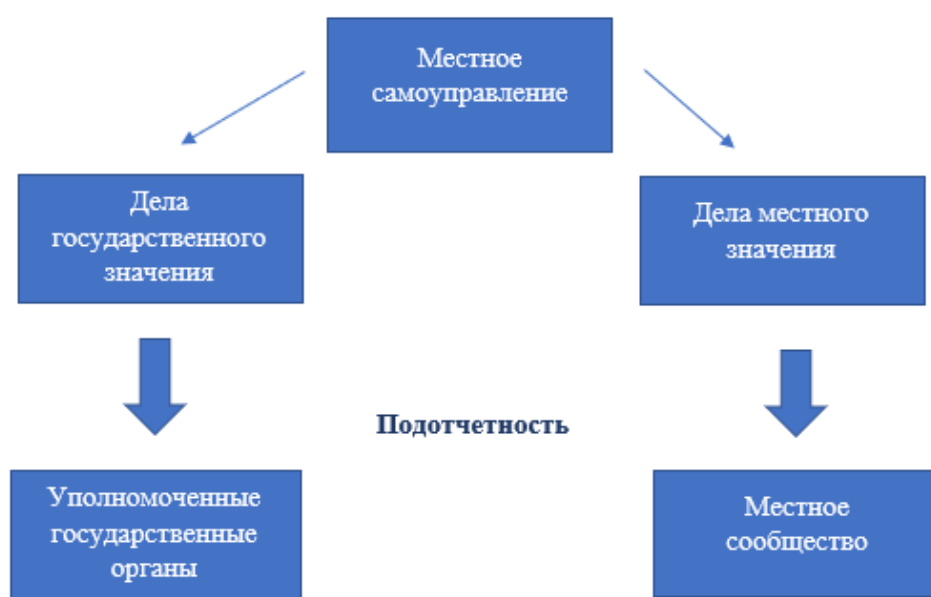 Местное
самоуправление
Дела
государственного
значения
Дела местного
значения
Подотчетность
Уполномоченные
государственные
органы
Местное
сообщество